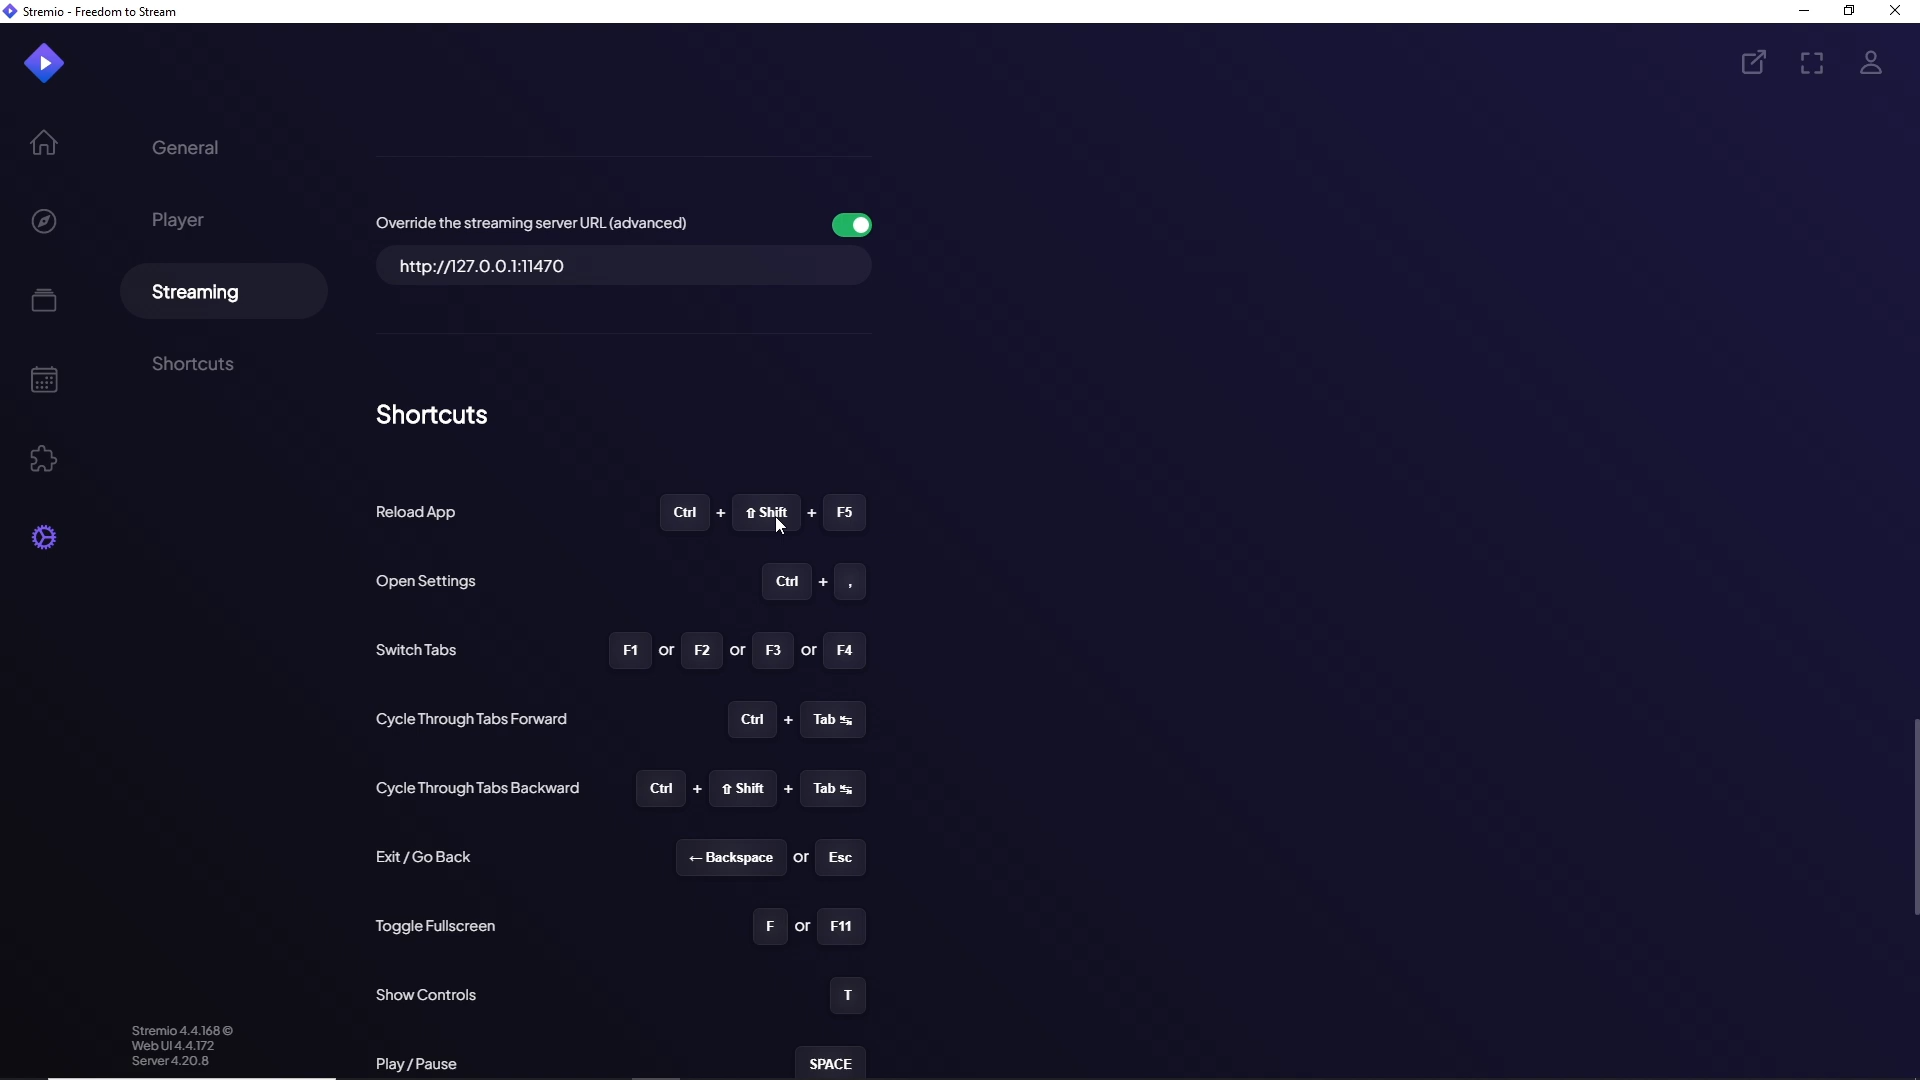 Stremio - Freedom to Stream
General
Player
Streaming
Shortcuts
Override the streaming server URL (advanced)
http://127.0.0.1:11470
Shortcuts
Reload App Ctrl + ⇧ Shift + F5
Open Settings Ctrl + ,
Switch Tabs F1 or F2 or F3 or F4
Cycle Through Tabs Forward Ctrl + Tab ↹
Cycle Through Tabs Backward Ctrl + ⇧ Shift + Tab ↹
Exit / Go Back ← Backspace or Esc
Toggle Fullscreen F or F11
Show Controls T
Play / Pause SPACE
Stremio 4.4.168 ©
Web UI 4.4.172
Server 4.20.8